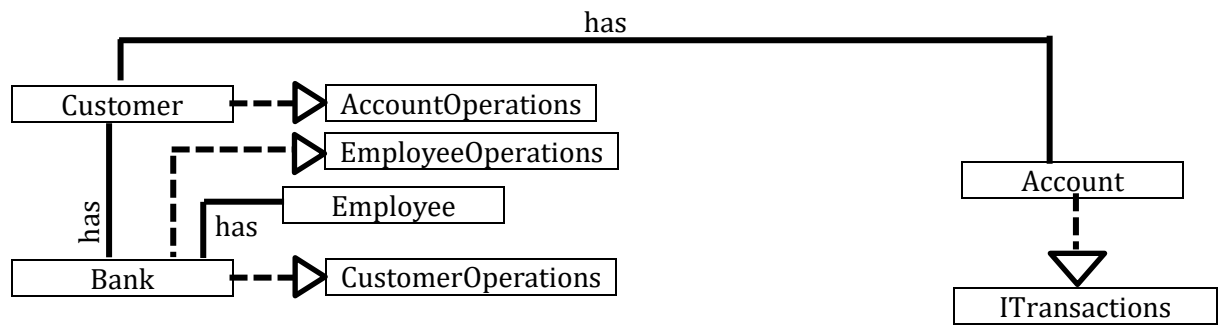 has
Customer
AccountOperations
EmployeeOperations
Account
Employee
has
has
Bank
CustomerOperations
ITransactions